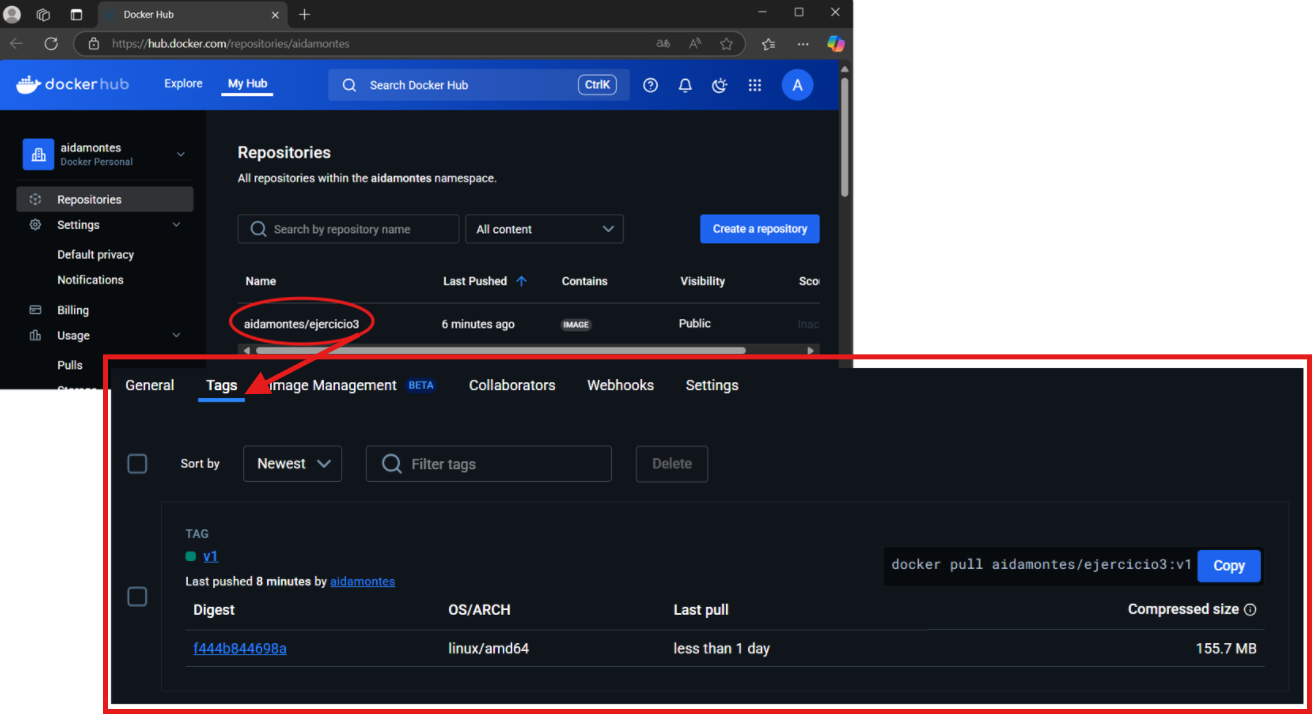 Docker Hub
https://hub.docker.com/repositories/aidamontes
dockerhub Explore My Hub Search Docker Hub CtrlK A
aidamontes
Docker Personal
Repositories
Settings
Default privacy
Notifications
Billing
Usage
Pulls
Repositories
All repositories within the aidamontes namespace.
Search by repository name All content Create a repository
Name Last Pushed Contains Visibility
aidamontes/ejercicio3 6 minutes ago IMAGE Public
General Tags Image Management BETA Collaborators Webhooks Settings
Sort by Newest Filter tags Delete
TAG
v1
Last pushed 8 minutes by aidamontes
docker pull aidamontes/ejercicio3:v1 Copy
Digest OS/ARCH Last pull Compressed size
f444b844698a linux/amd64 less than 1 day 155.7 MB